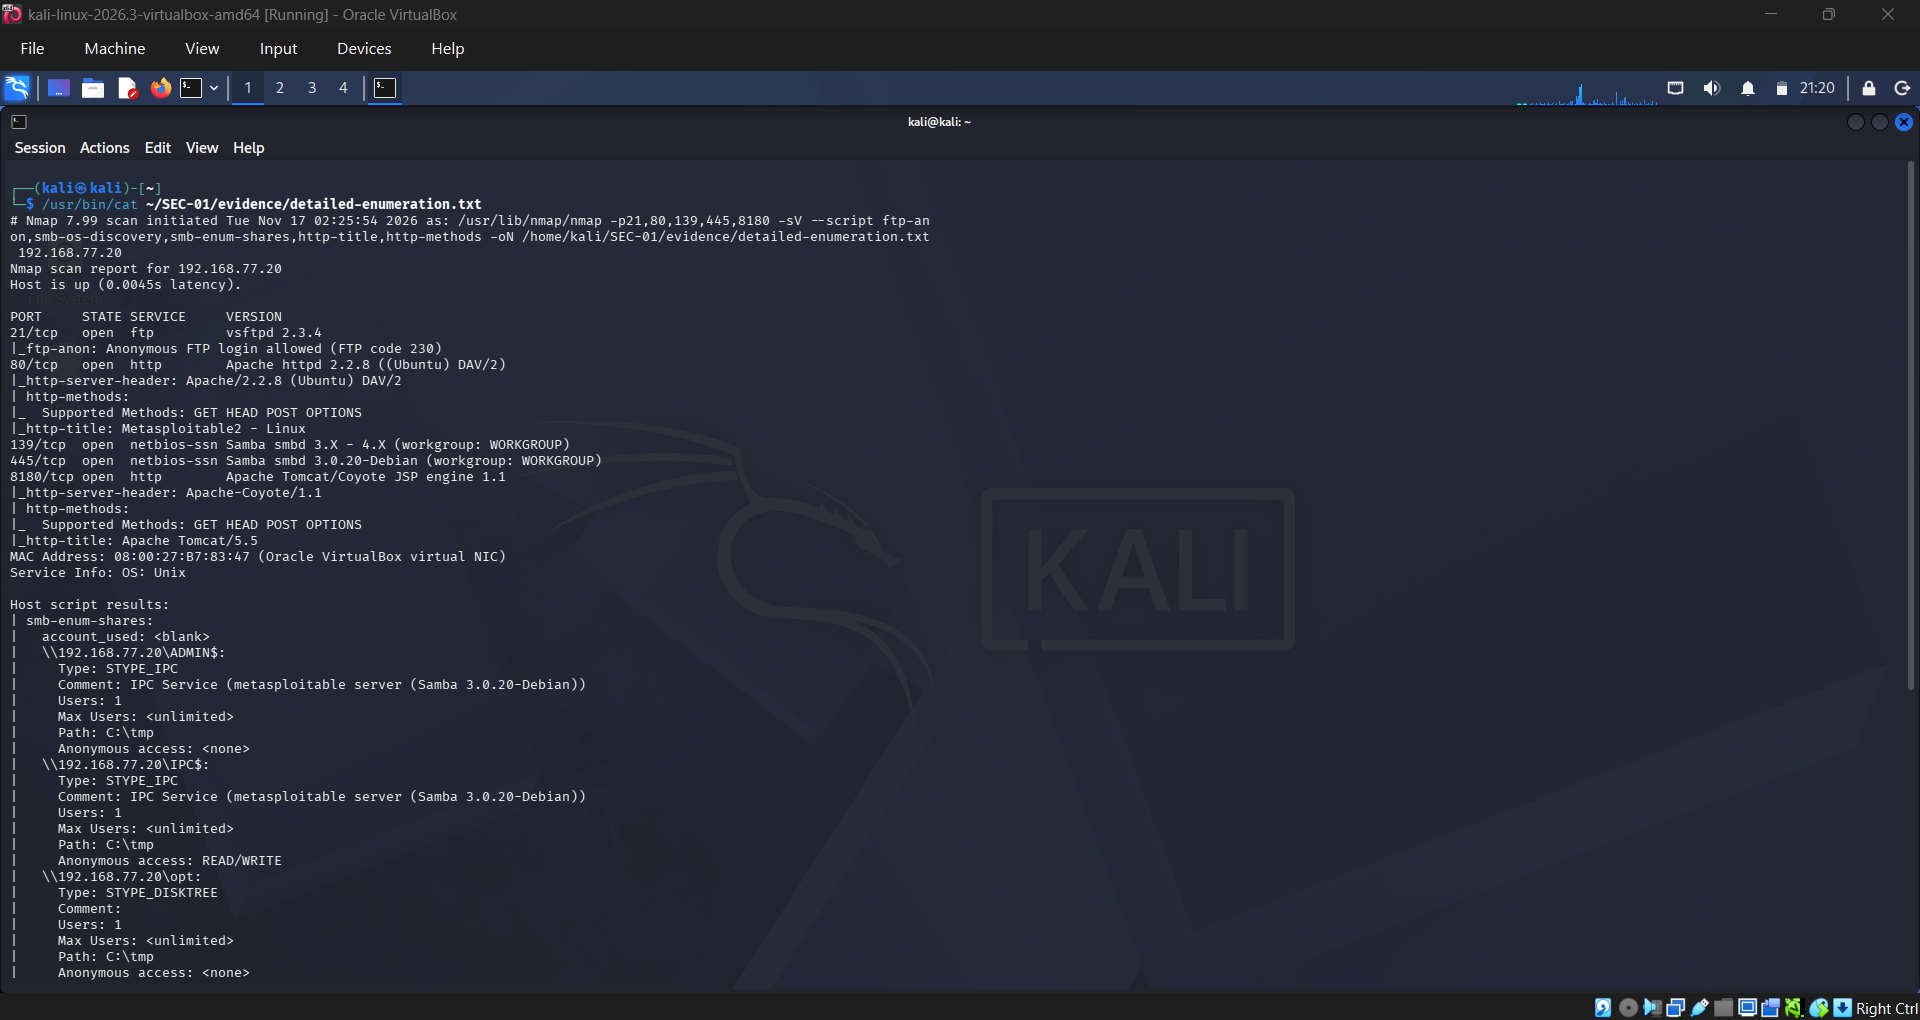 kali-linux-2026.3-virtualbox-amd64 [Running] - Oracle VirtualBox
File Machine View Input Devices Help
1 2 3 4 21:20
kali@kali: ~
Session Actions Edit View Help
┌──(kali㉿kali)-[~]
└─$ /usr/bin/cat ~/SEC-01/evidence/detailed-enumeration.txt
# Nmap 7.99 scan initiated Tue Nov 17 02:25:54 2026 as: /usr/lib/nmap/nmap -p21,80,139,445,8180 -sV --script ftp-an
on,smb-os-discovery,smb-enum-shares,http-title,http-methods -oN /home/kali/SEC-01/evidence/detailed-enumeration.txt
 192.168.77.20
Nmap scan report for 192.168.77.20
Host is up (0.0045s latency).
File System
PORT     STATE SERVICE     VERSION
21/tcp   open  ftp         vsftpd 2.3.4
|_ftp-anon: Anonymous FTP login allowed (FTP code 230)
80/tcp   open  http        Apache httpd 2.2.8 ((Ubuntu) DAV/2)
|_http-server-header: Apache/2.2.8 (Ubuntu) DAV/2
| http-methods:
|_  Supported Methods: GET HEAD POST OPTIONS
|_http-title: Metasploitable2 - Linux
139/tcp  open  netbios-ssn Samba smbd 3.X - 4.X (workgroup: WORKGROUP)
445/tcp  open  netbios-ssn Samba smbd 3.0.20-Debian (workgroup: WORKGROUP)
8180/tcp open  http        Apache Tomcat/Coyote JSP engine 1.1
|_http-server-header: Apache-Coyote/1.1
| http-methods:
|_  Supported Methods: GET HEAD POST OPTIONS
|_http-title: Apache Tomcat/5.5
MAC Address: 08:00:27:B7:83:47 (Oracle VirtualBox virtual NIC)
Service Info: OS: Unix
KALI
Host script results:
| smb-enum-shares:
|   account_used: <blank>
|   \\192.168.77.20\ADMIN$:
|     Type: STYPE_IPC
|     Comment: IPC Service (metasploitable server (Samba 3.0.20-Debian))
|     Users: 1
|     Max Users: <unlimited>
|     Path: C:\tmp
|     Anonymous access: <none>
|   \\192.168.77.20\IPC$:
|     Type: STYPE_IPC
|     Comment: IPC Service (metasploitable server (Samba 3.0.20-Debian))
|     Users: 1
|     Max Users: <unlimited>
|     Path: C:\tmp
|     Anonymous access: READ/WRITE
|   \\192.168.77.20\opt:
|     Type: STYPE_DISKTREE
|     Comment:
|     Users: 1
|     Max Users: <unlimited>
|     Path: C:\tmp
|     Anonymous access: <none>
Right Ctrl